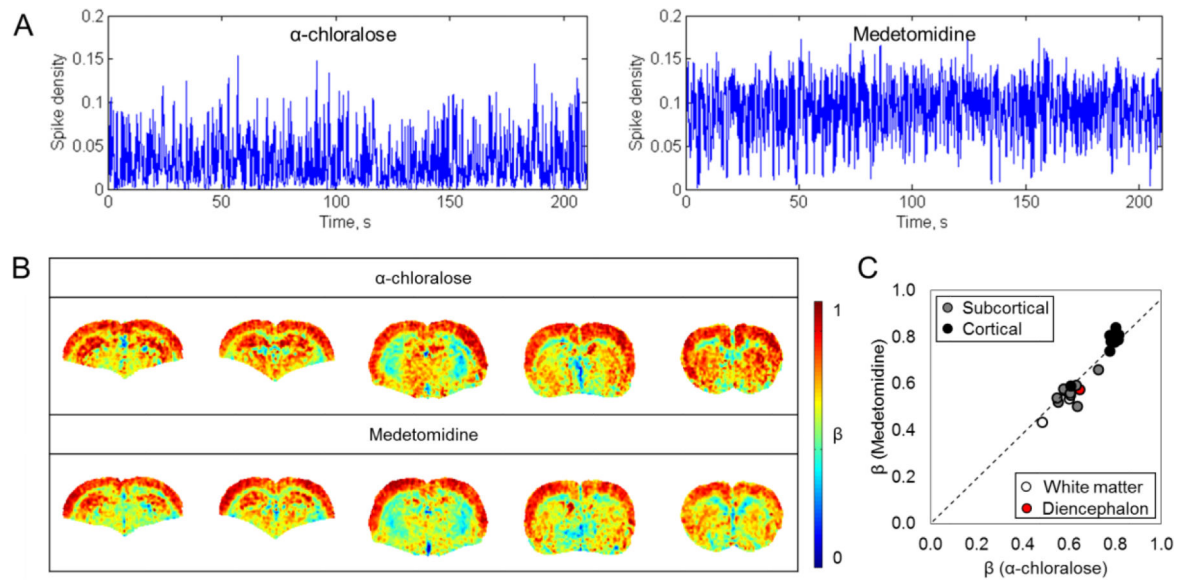 A
α-chloralose
Spike density
0.2
0.15
0.1
0.05
0
0
50
100
150
200
Time, s
Medetomidine
Spike density
0.2
0.15
0.1
0.05
0
0
50
100
150
200
Time, s
B
α-chloralose
Medetomidine
1
β
0
C
β (Medetomidine)
1.0
0.8
0.6
0.4
0.2
0.0
Subcortical
Cortical
White matter
Diencephalon
0.0
0.2
0.4
0.6
0.8
1.0
β (α-chloralose)